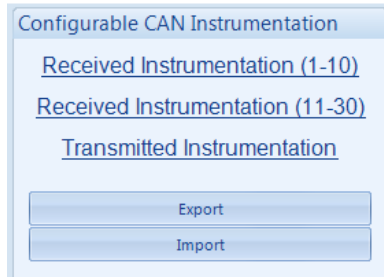 Configurable CAN Instrumentation
Received Instrumentation (1-10)
Received Instrumentation (11-30)
Transmitted Instrumentation
Export
Import